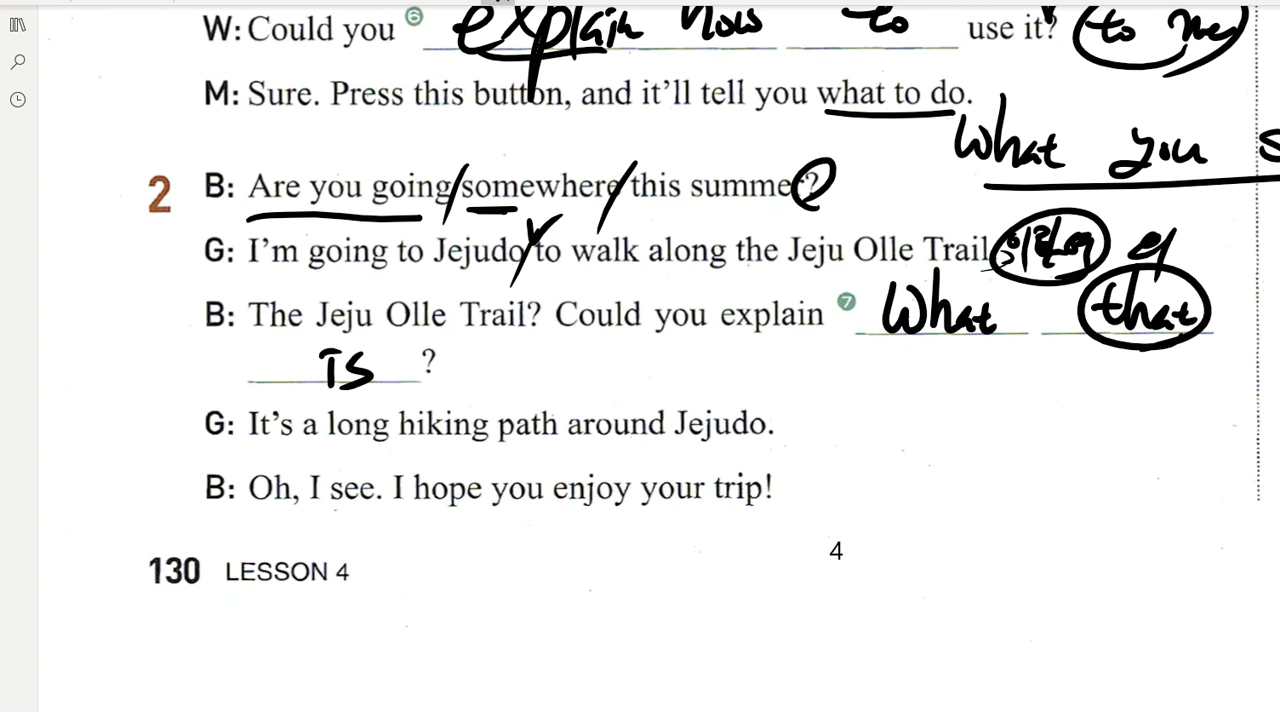 W: Could you ⑥ explain how to use it? (to me)
M: Sure. Press this button, and it'll tell you what to do.
What you
2 B: Are you going/somewhere/this summer?
G: I'm going to Jejudo/to walk along the Jeju Olle Trail
B: The Jeju Olle Trail? Could you explain ⑦ What that
is ?
G: It's a long hiking path around Jejudo.
B: Oh, I see. I hope you enjoy your trip!
4
130 LESSON 4